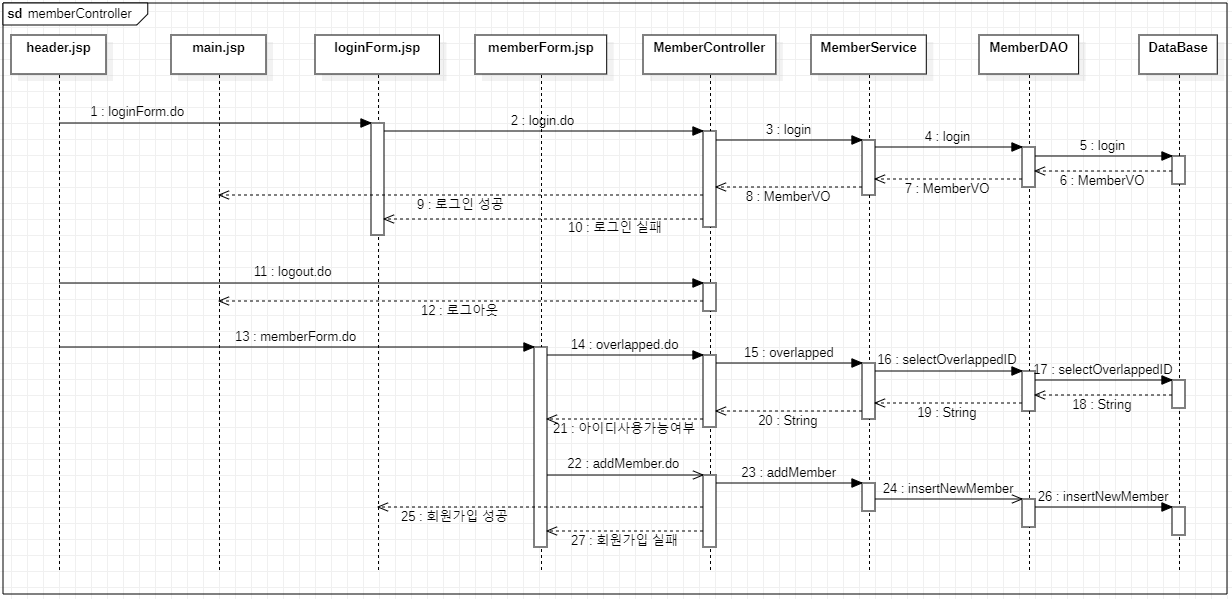 sd memberController
header.jsp
main.jsp
loginForm.jsp
memberForm.jsp
MemberController
MemberService
MemberDAO
DataBase
1 : loginForm.do
2 : login.do
3 : login
4 : login
5 : login
6 : MemberVO
7 : MemberVO
8 : MemberVO
9 : 로그인 성공
10 : 로그인 실패
11 : logout.do
12 : 로그아웃
13 : memberForm.do
14 : overlapped.do
15 : overlapped
16 : selectOverlappedID
17 : selectOverlappedID
18 : String
19 : String
20 : String
21 : 아이디사용가능여부
22 : addMember.do
23 : addMember
24 : insertNewMember
26 : insertNewMember
25 : 회원가입 성공
27 : 회원가입 실패